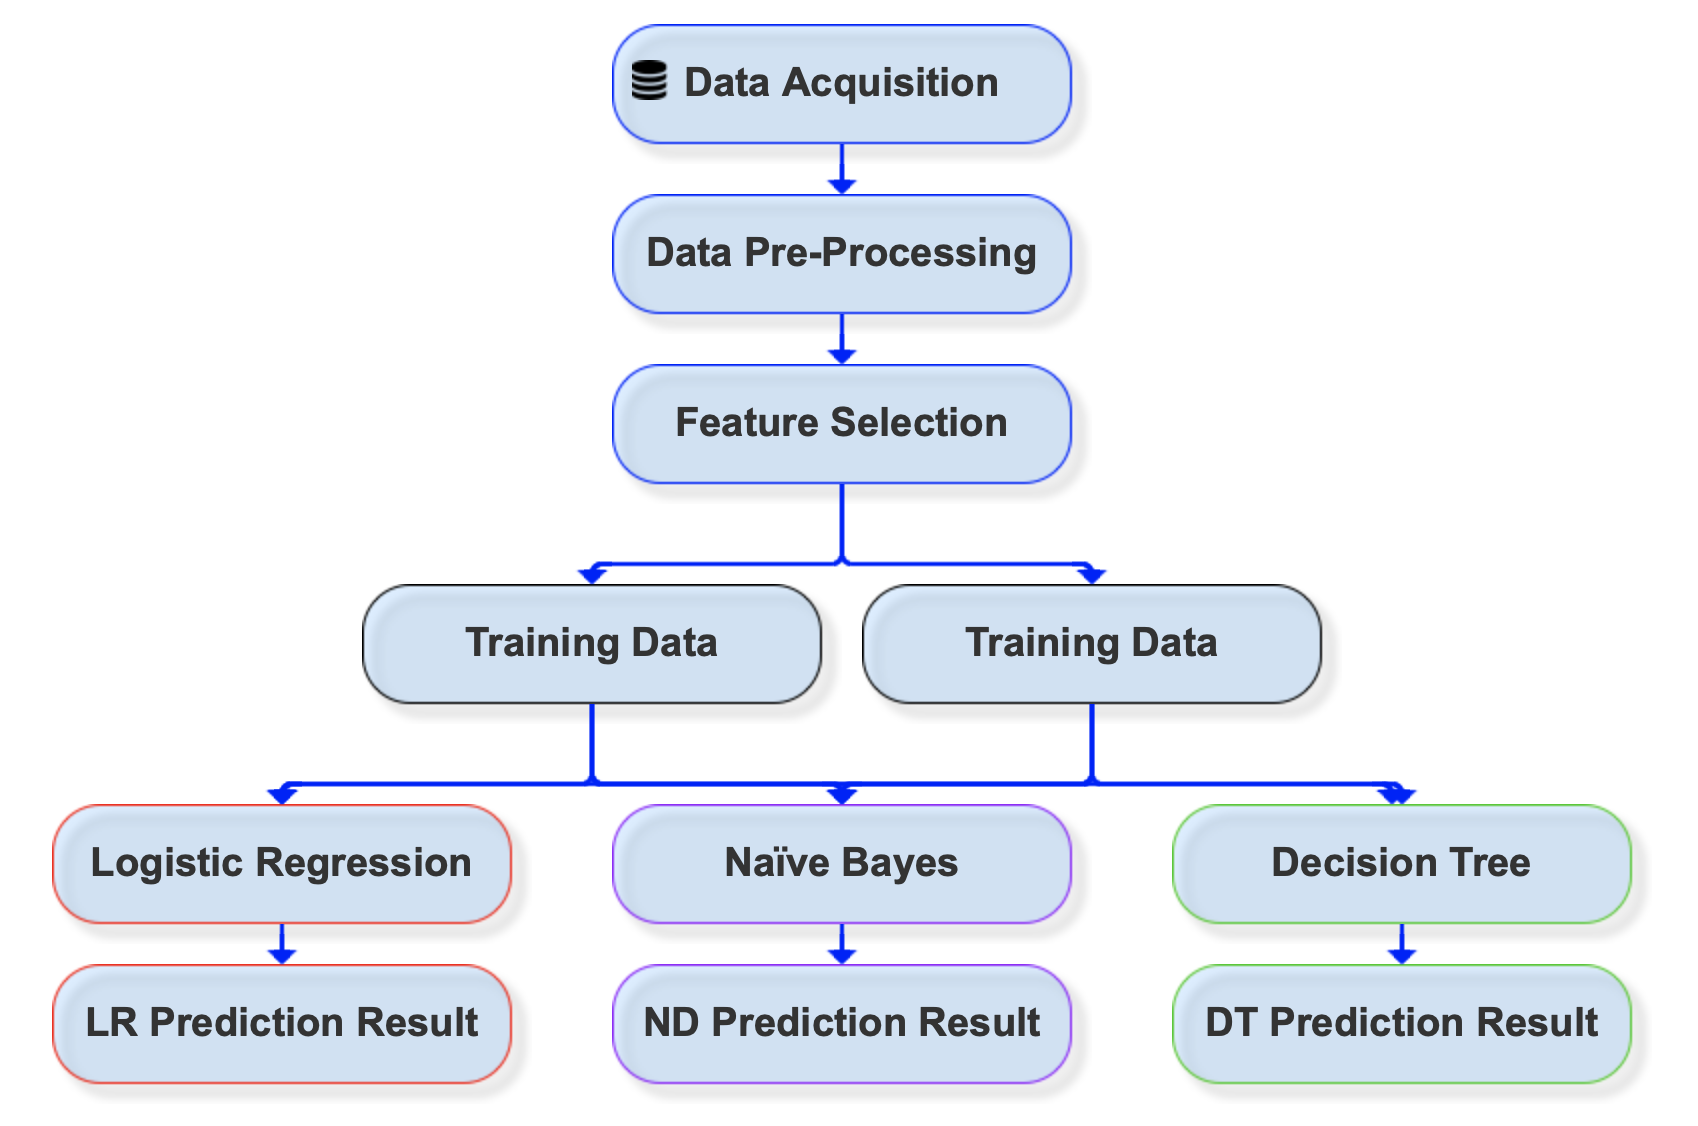 Data Acquisition
Data Pre-Processing
Feature Selection
Training Data
Training Data
Logistic Regression
Naïve Bayes
Decision Tree
LR Prediction Result
ND Prediction Result
DT Prediction Result